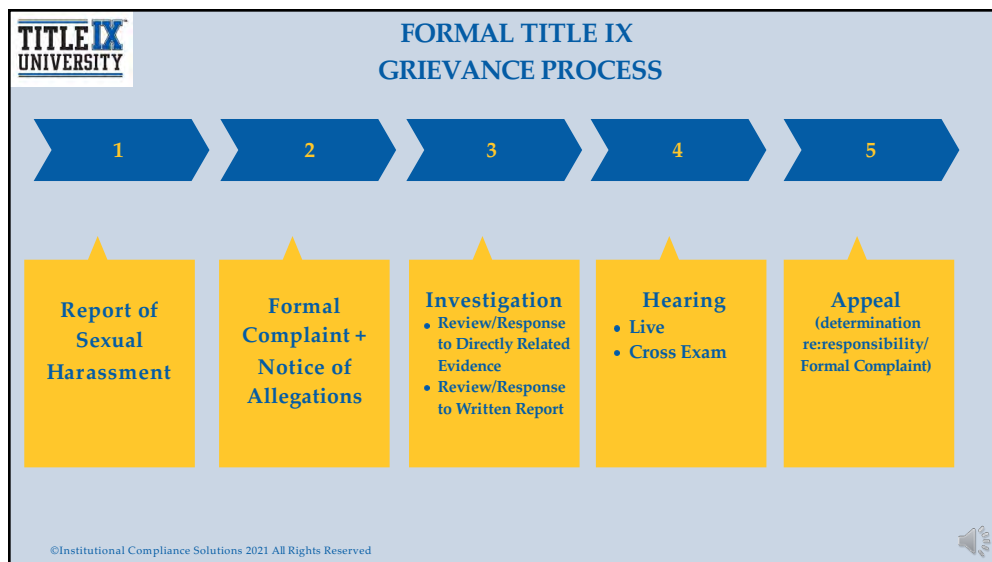 TITLE IX
UNIVERSITY
FORMAL TITLE IX
GRIEVANCE PROCESS
1
2
3
4
5
Report of
Sexual
Harassment
Formal
Complaint +
Notice of
Allegations
Investigation
• Review/Response
to Directly Related
Evidence
• Review/Response
to Written Report
Hearing
• Live
• Cross Exam
Appeal
(determination
re:responsibility/
Formal Complaint)
©Institutional Compliance Solutions 2021 All Rights Reserved